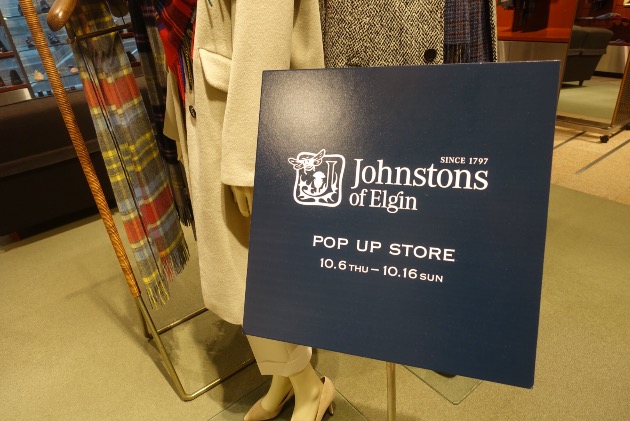 SINCE 1797
Johnstons
of Elgin
POP UP STORE
10.6 THU – 10.16 SUN